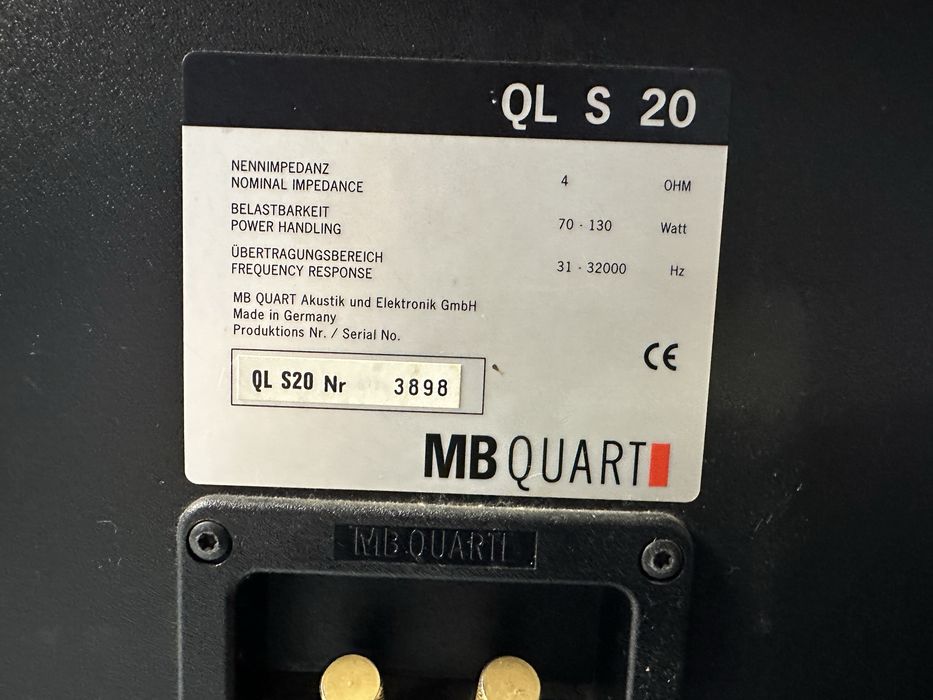 QL S 20
NENNIMPEDANZ
NOMINAL IMPEDANCE 4 OHM
BELASTBARKEIT
POWER HANDLING 70 - 130 Watt
ÜBERTRAGUNGSBEREICH
FREQUENCY RESPONSE 31 - 32000 Hz
MB QUART Akustik und Elektronik GmbH
Made in Germany
Produktions Nr. / Serial No.
CE
QL S20 Nr 3898
MB QUART
MB QUART